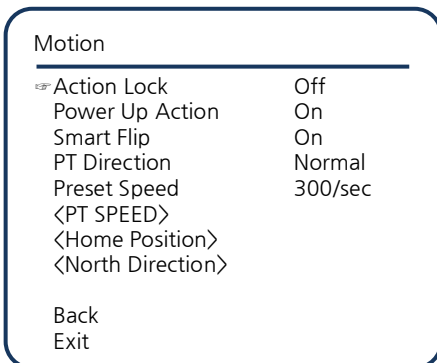 Motion
☞Action Lock Off
Power Up Action On
Smart Flip On
PT Direction Normal
Preset Speed 300/sec
〈PT SPEED〉
〈Home Position〉
〈North Direction〉
Back
Exit